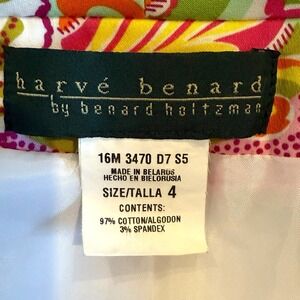 harvé benard
by benard holtzman
16M 3470 D7 S5
MADE IN BELARUS
HECHO EN BIELORUSIA
SIZE/TALLA 4
CONTENTS:
97% COTTON/ALGODON
3% SPANDEX